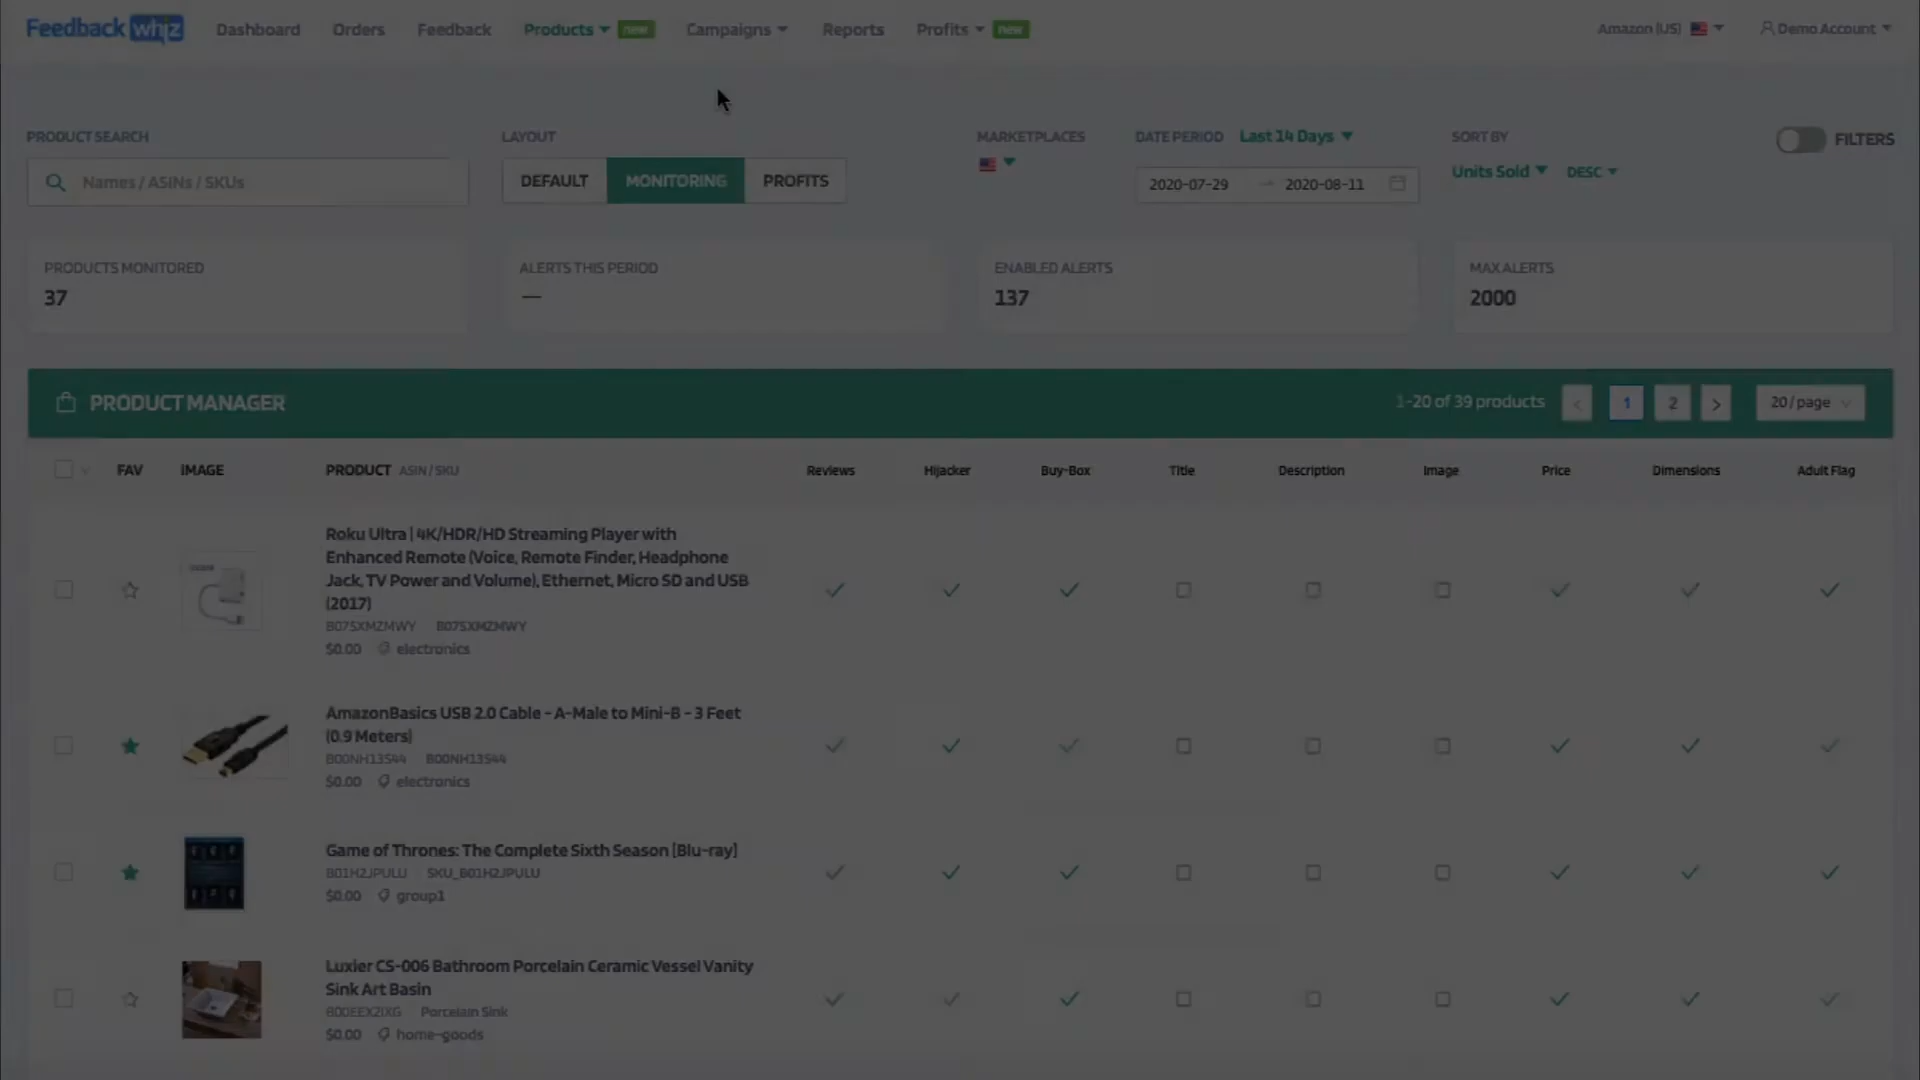 Feedback whiz Dashboard Orders Feedback Products new Campaigns Reports Profits new Amazon (US) Demo Account
PRODUCT SEARCH LAYOUT MARKETPLACES DATE PERIOD Last 14 Days SORT BY FILTERS
Names / ASINs / SKUs DEFAULT MONITORING PROFITS 2020-07-29 → 2020-08-11 Units Sold DESC
PRODUCTS MONITORED ALERTS THIS PERIOD ENABLED ALERTS MAX ALERTS
37 — 137 2000
PRODUCT MANAGER 1-20 of 39 products < 1 2 > 20 / page
FAV IMAGE PRODUCT ASIN / SKU Reviews Hijacker Buy-Box Title Description Image Price Dimensions Adult Flag
Roku Ultra | 4K/HDR/HD Streaming Player with
Enhanced Remote (Voice, Remote Finder, Headphone
Jack, TV Power and Volume), Ethernet, Micro SD and USB
(2017)
B075XMZMWY B075XMZMWY
$0.00 electronics
AmazonBasics USB 2.0 Cable - A-Male to Mini-B - 3 Feet
(0.9 Meters)
B00NH13S44 B00NH13S44
$0.00 electronics
Game of Thrones: The Complete Sixth Season [Blu-ray]
B01H2JPULU SKU_B01H2JPULU
$0.00 group1
Luxier CS-006 Bathroom Porcelain Ceramic Vessel Vanity
Sink Art Basin
B00EEX2IXG Porcelain Sink
$0.00 home-goods